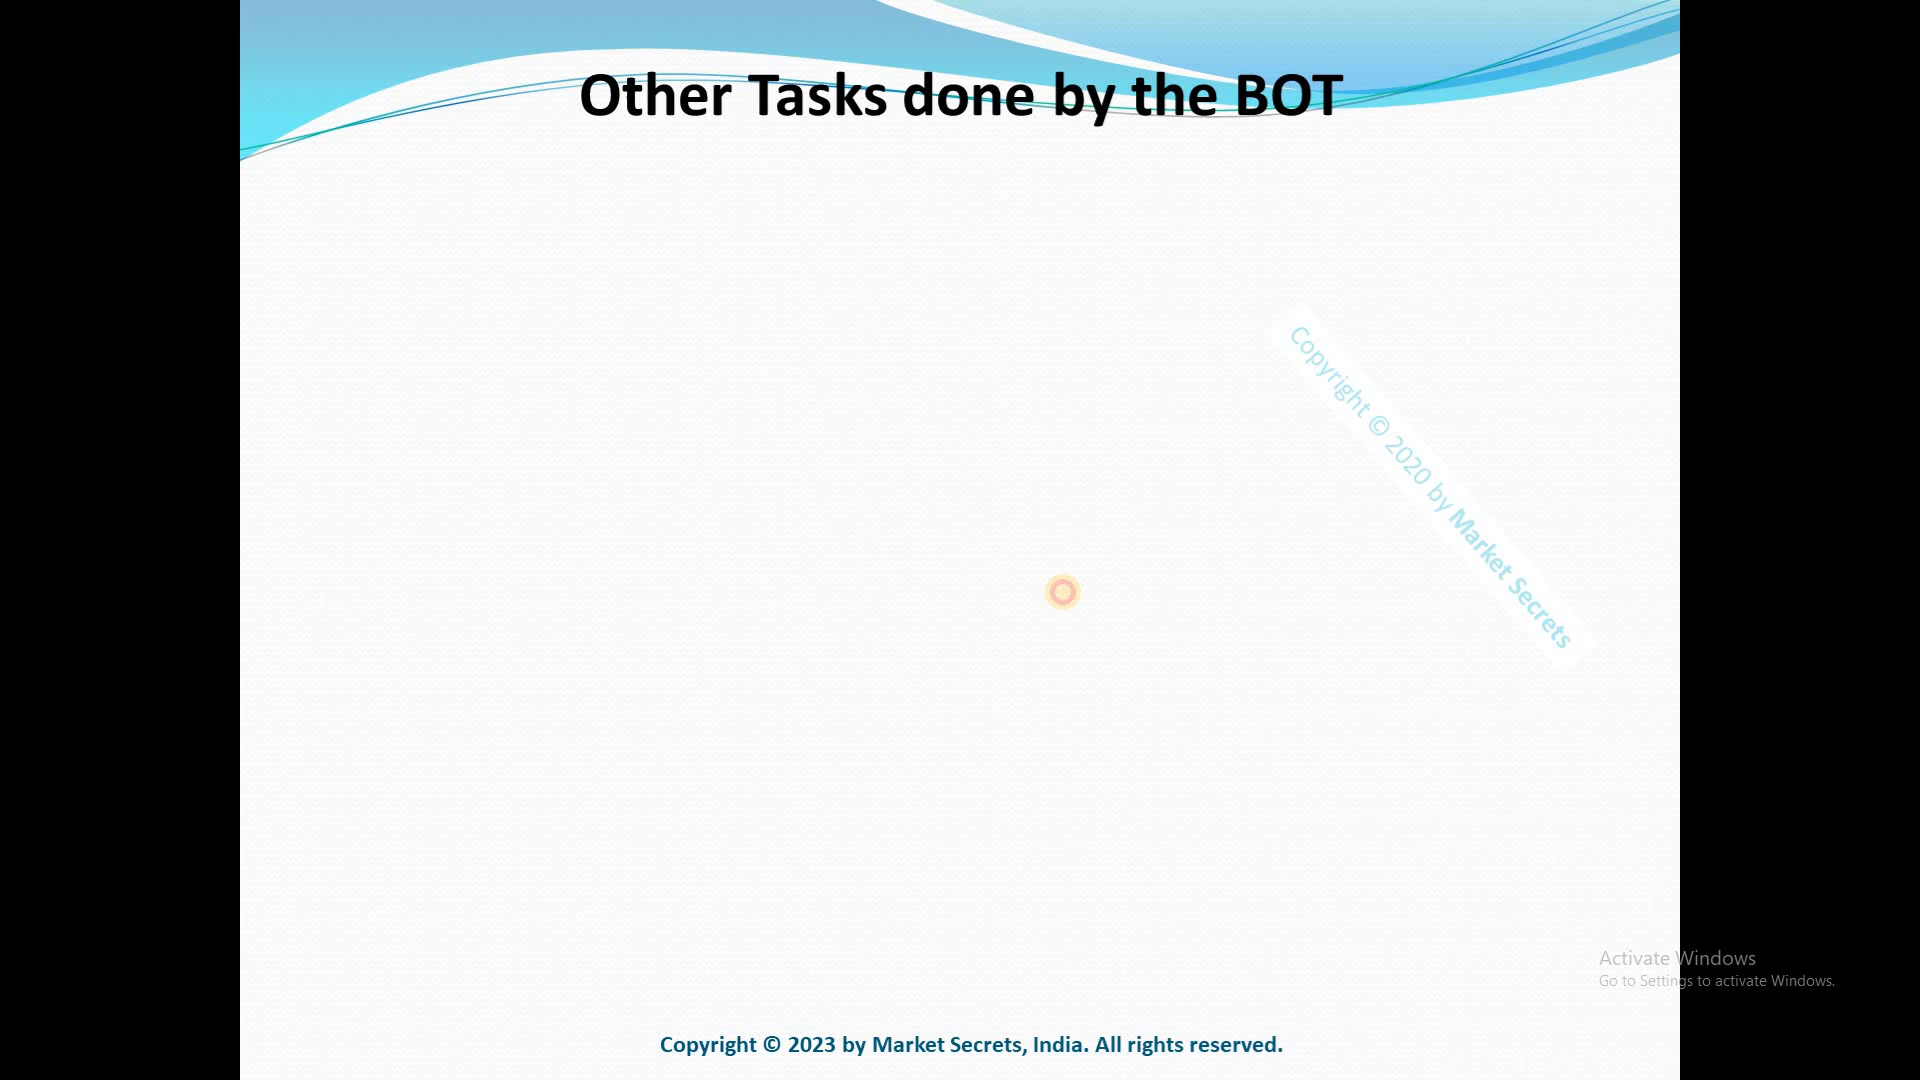 Other Tasks done by the BOT
Copyright © 2020 by Market Secrets
Activate Windows
Go to Settings to activate Windows.
Copyright © 2023 by Market Secrets, India. All rights reserved.